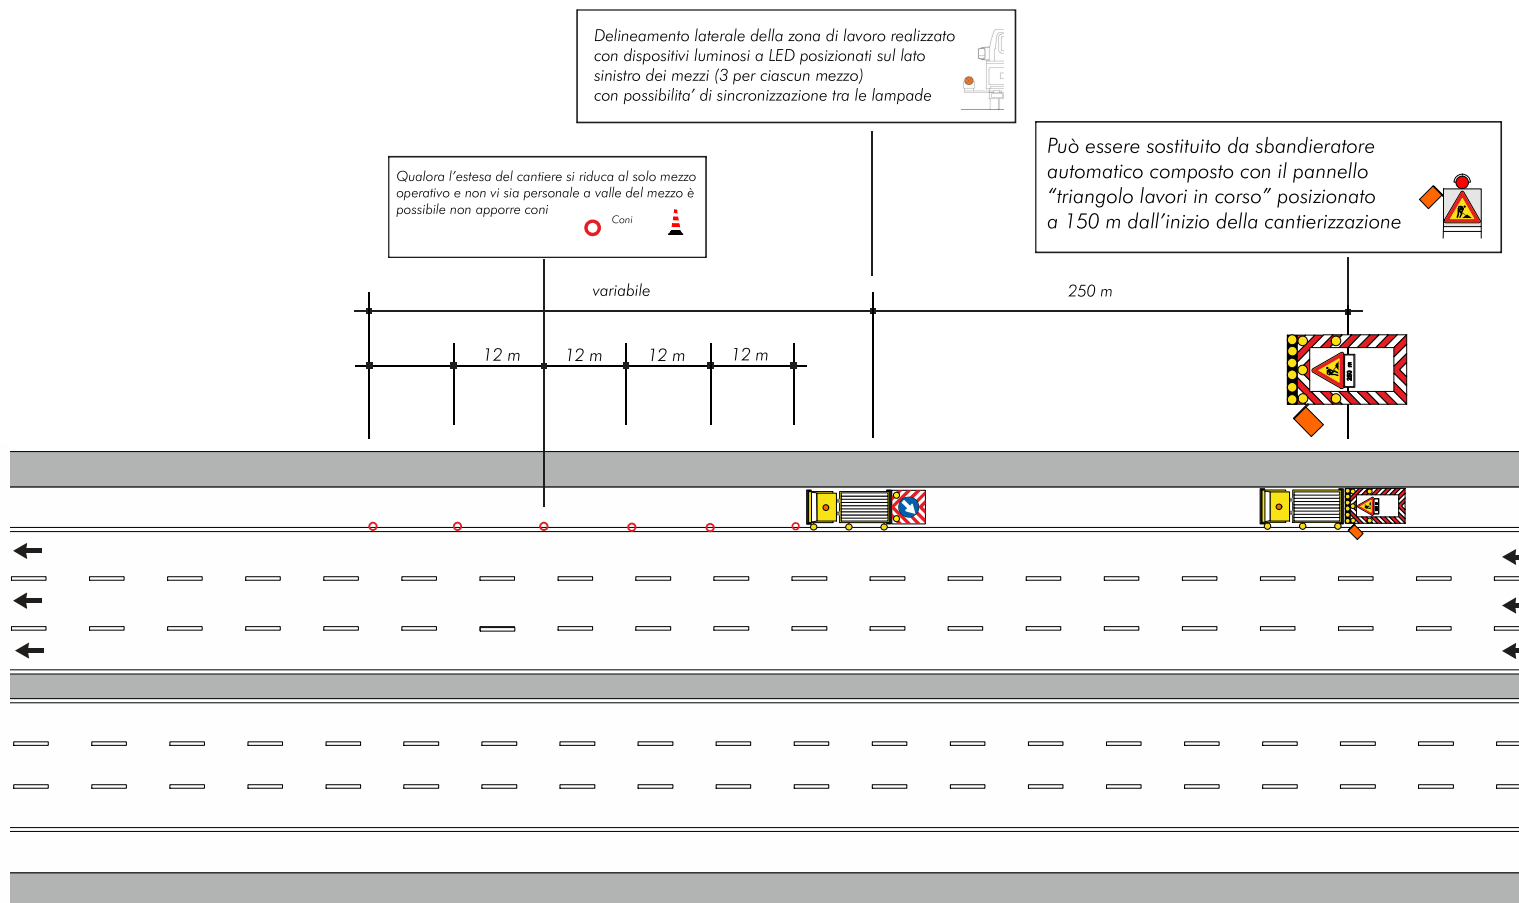 Delineamento laterale della zona di lavoro realizzato
con dispositivi luminosi a LED posizionati sul lato
sinistro dei mezzi (3 per ciascun mezzo)
con possibilita’ di sincronizzazione tra le lampade
Può essere sostituito da sbandieratore
automatico composto con il pannello
“triangolo lavori in corso” posizionato
a 150 m dall’inizio della cantierizzazione
Qualora l’estesa del cantiere si riduca al solo mezzo
operativo e non vi sia personale a valle del mezzo è
possibile non apporre coni
Coni
variabile
250 m
12 m
12 m
12 m
12 m
250 m